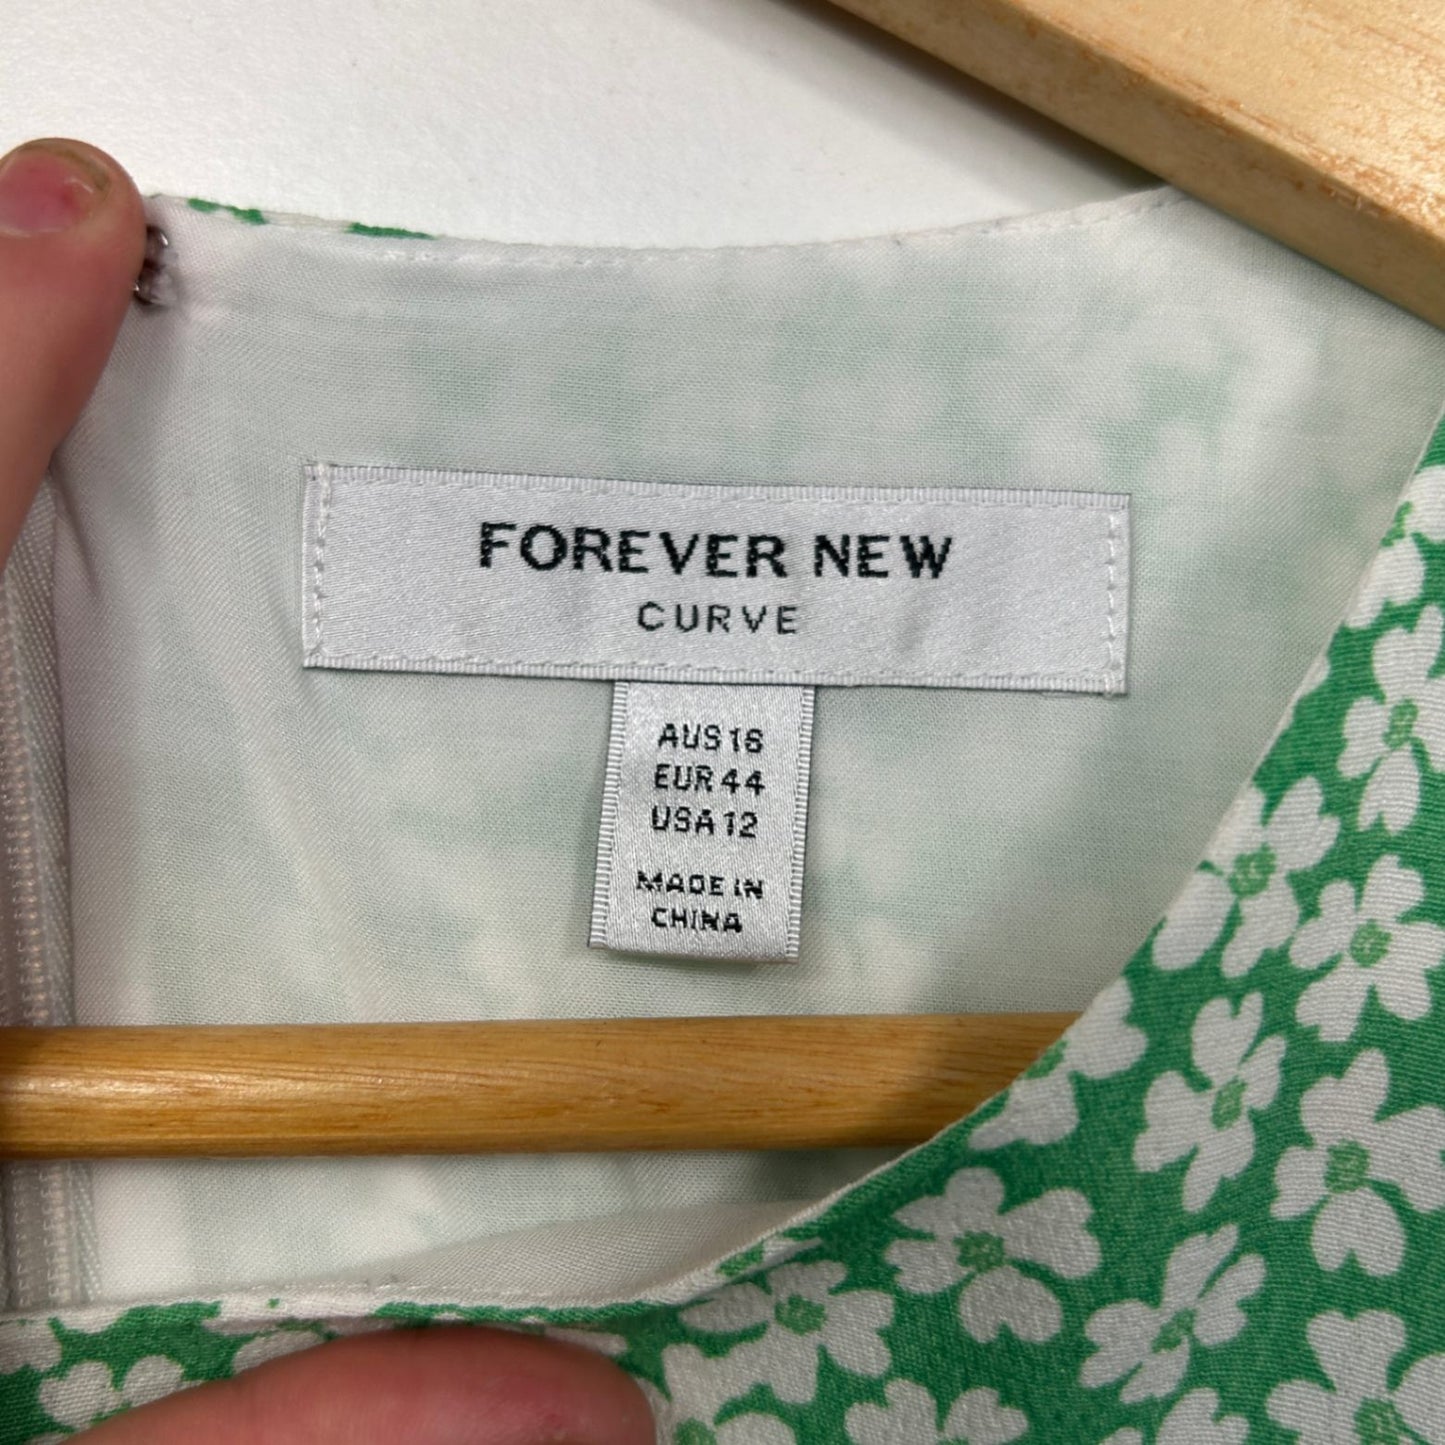 FOREVER NEW
CURVE
AUS 16
EUR 44
USA 12
MADE IN
CHINA